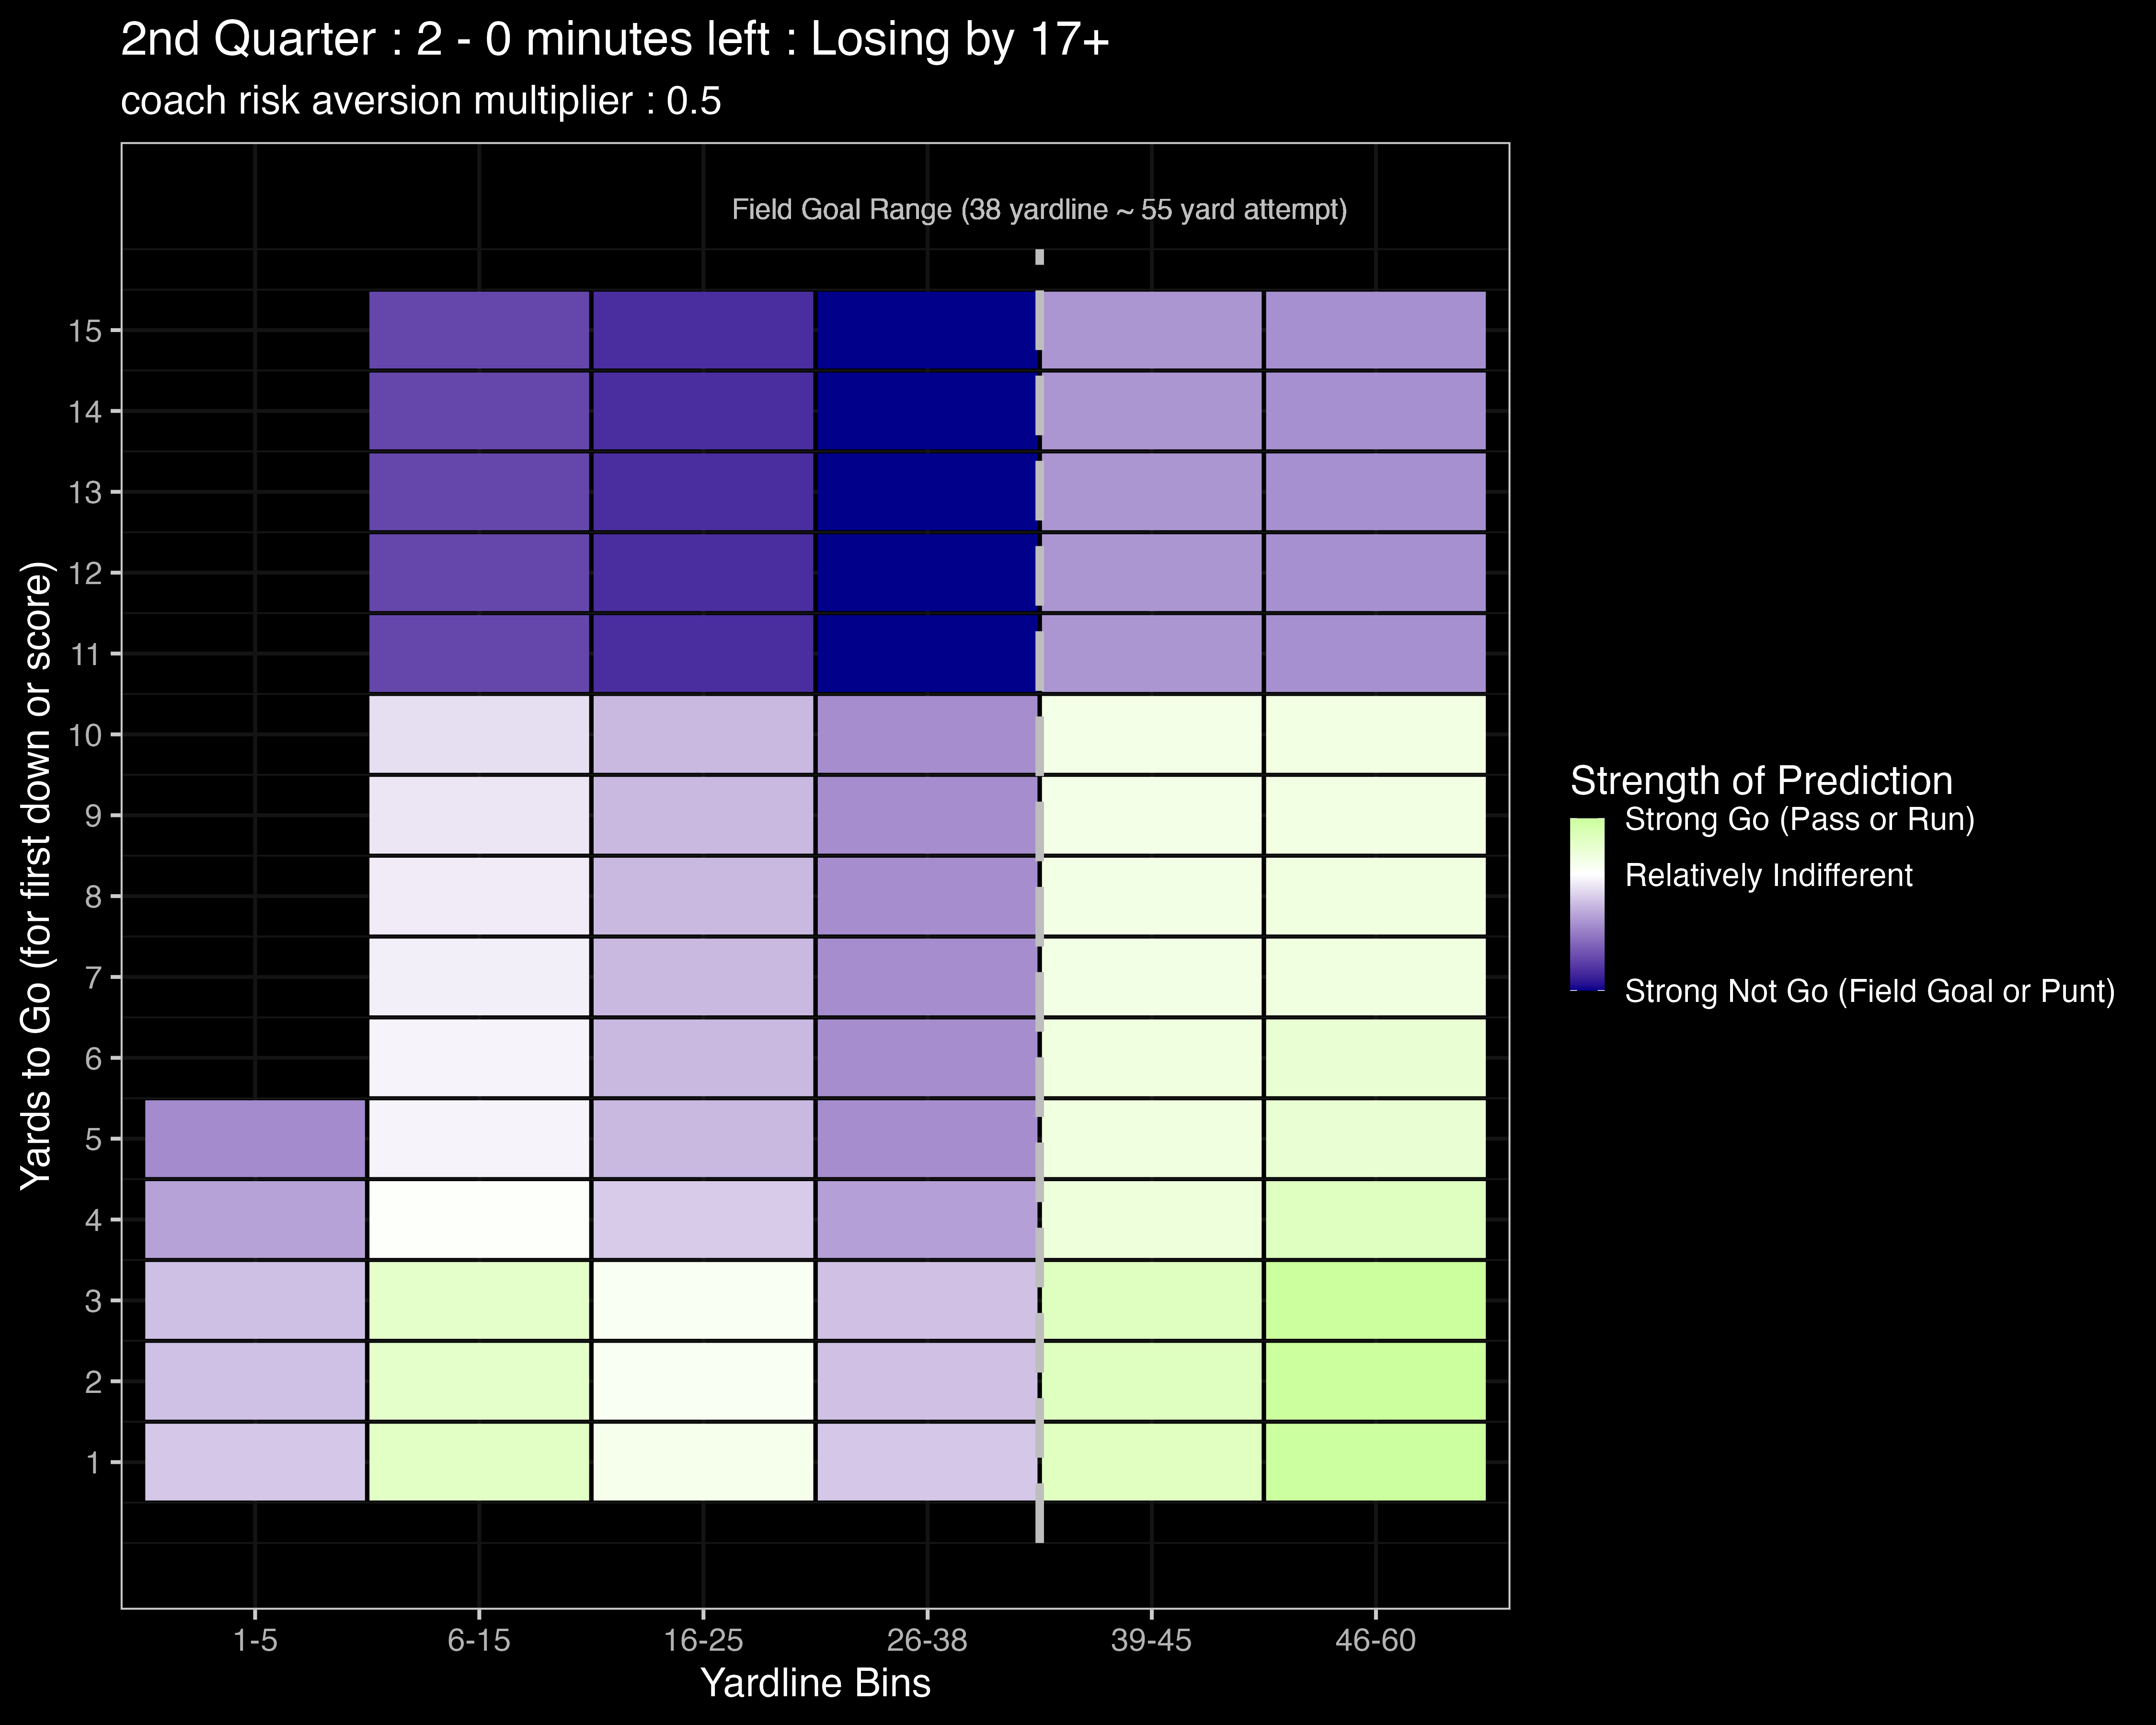 2nd Quarter : 2 - 0 minutes left : Losing by 17+
coach risk aversion multiplier : 0.5
Field Goal Range (38 yardline ~ 55 yard attempt)
Yards to Go (for first down or score)
15
14
13
12
11
10
9
8
7
6
5
4
3
2
1
1-5
6-15
16-25
26-38
39-45
46-60
Yardline Bins
Strength of Prediction
Strong Go (Pass or Run)
Relatively Indifferent
Strong Not Go (Field Goal or Punt)